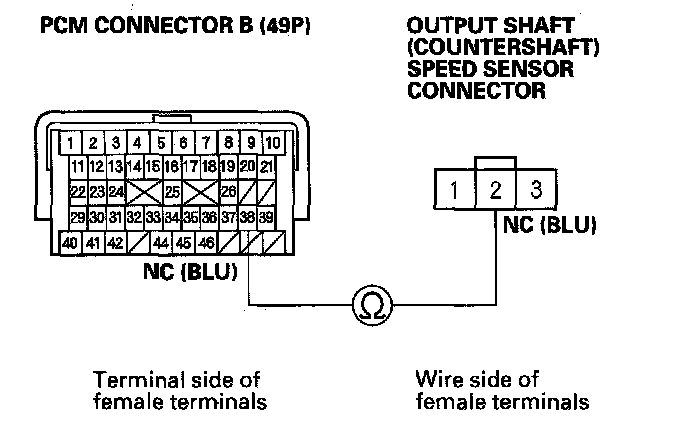 PCM CONNECTOR B (49P)
OUTPUT SHAFT
(COUNTERSHAFT)
SPEED SENSOR
CONNECTOR
1 2 3 4 5 6 7 8 9 10
11 12 13 14 15 16 17 18 19 20 21
22 23 24 25 26
29 30 31 32 33 34 35 36 37 38 39
40 41 42 44 45 46
1 2 3
NC (BLU)
NC (BLU)
Ω
Terminal side of
female terminals
Wire side of
female terminals